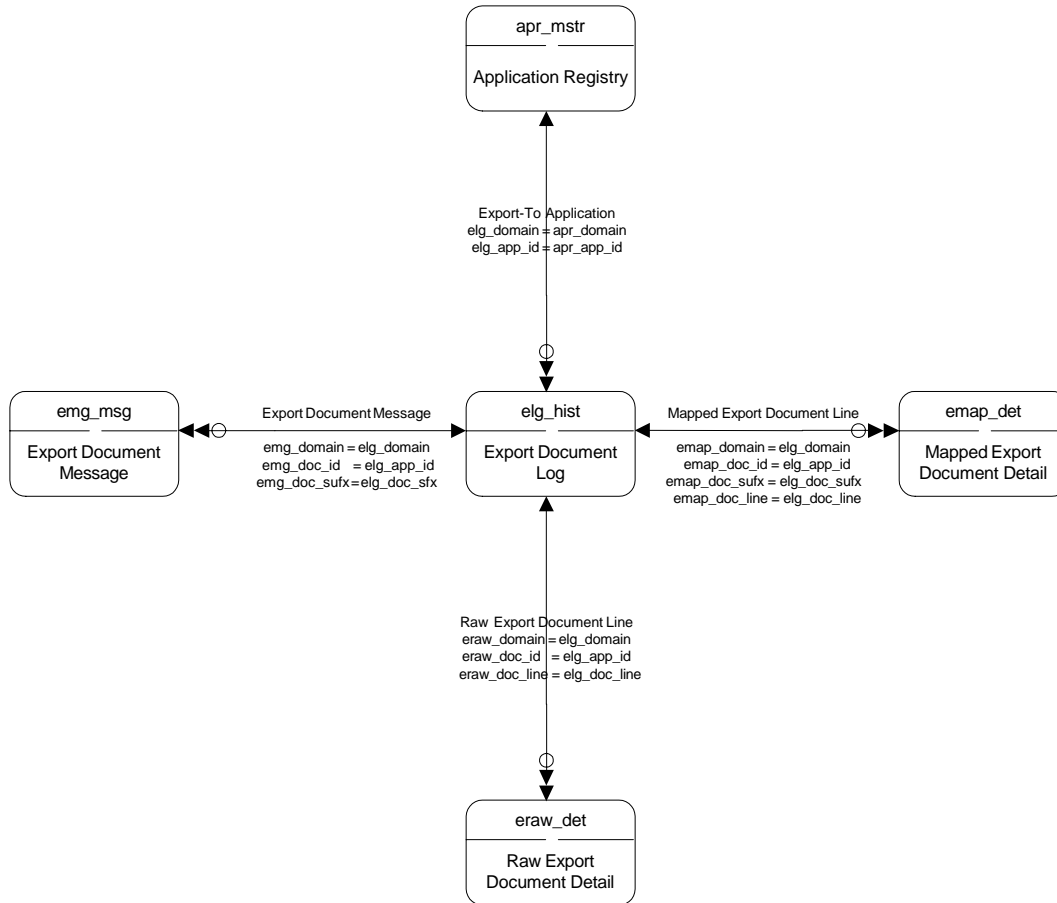 apr_mstr
Application Registry
Export-To Application
elg_domain = apr_domain
elg_app_id = apr_app_id
emg_msg
Export Document
Message
Export Document Message
emg_domain = elg_domain
emg_doc_id = elg_app_id
emg_doc_sufx = elg_doc_sfx
elg_hist
Export Document
Log
Mapped Export Document Line
emap_domain = elg_domain
emap_doc_id = elg_app_id
emap_doc_sufx = elg_doc_sufx
emap_doc_line = elg_doc_line
emap_det
Mapped Export
Document Detail
Raw Export Document Line
eraw_domain = elg_domain
eraw_doc_id = elg_app_id
eraw_doc_line = elg_doc_line
eraw_det
Raw Export
Document Detail